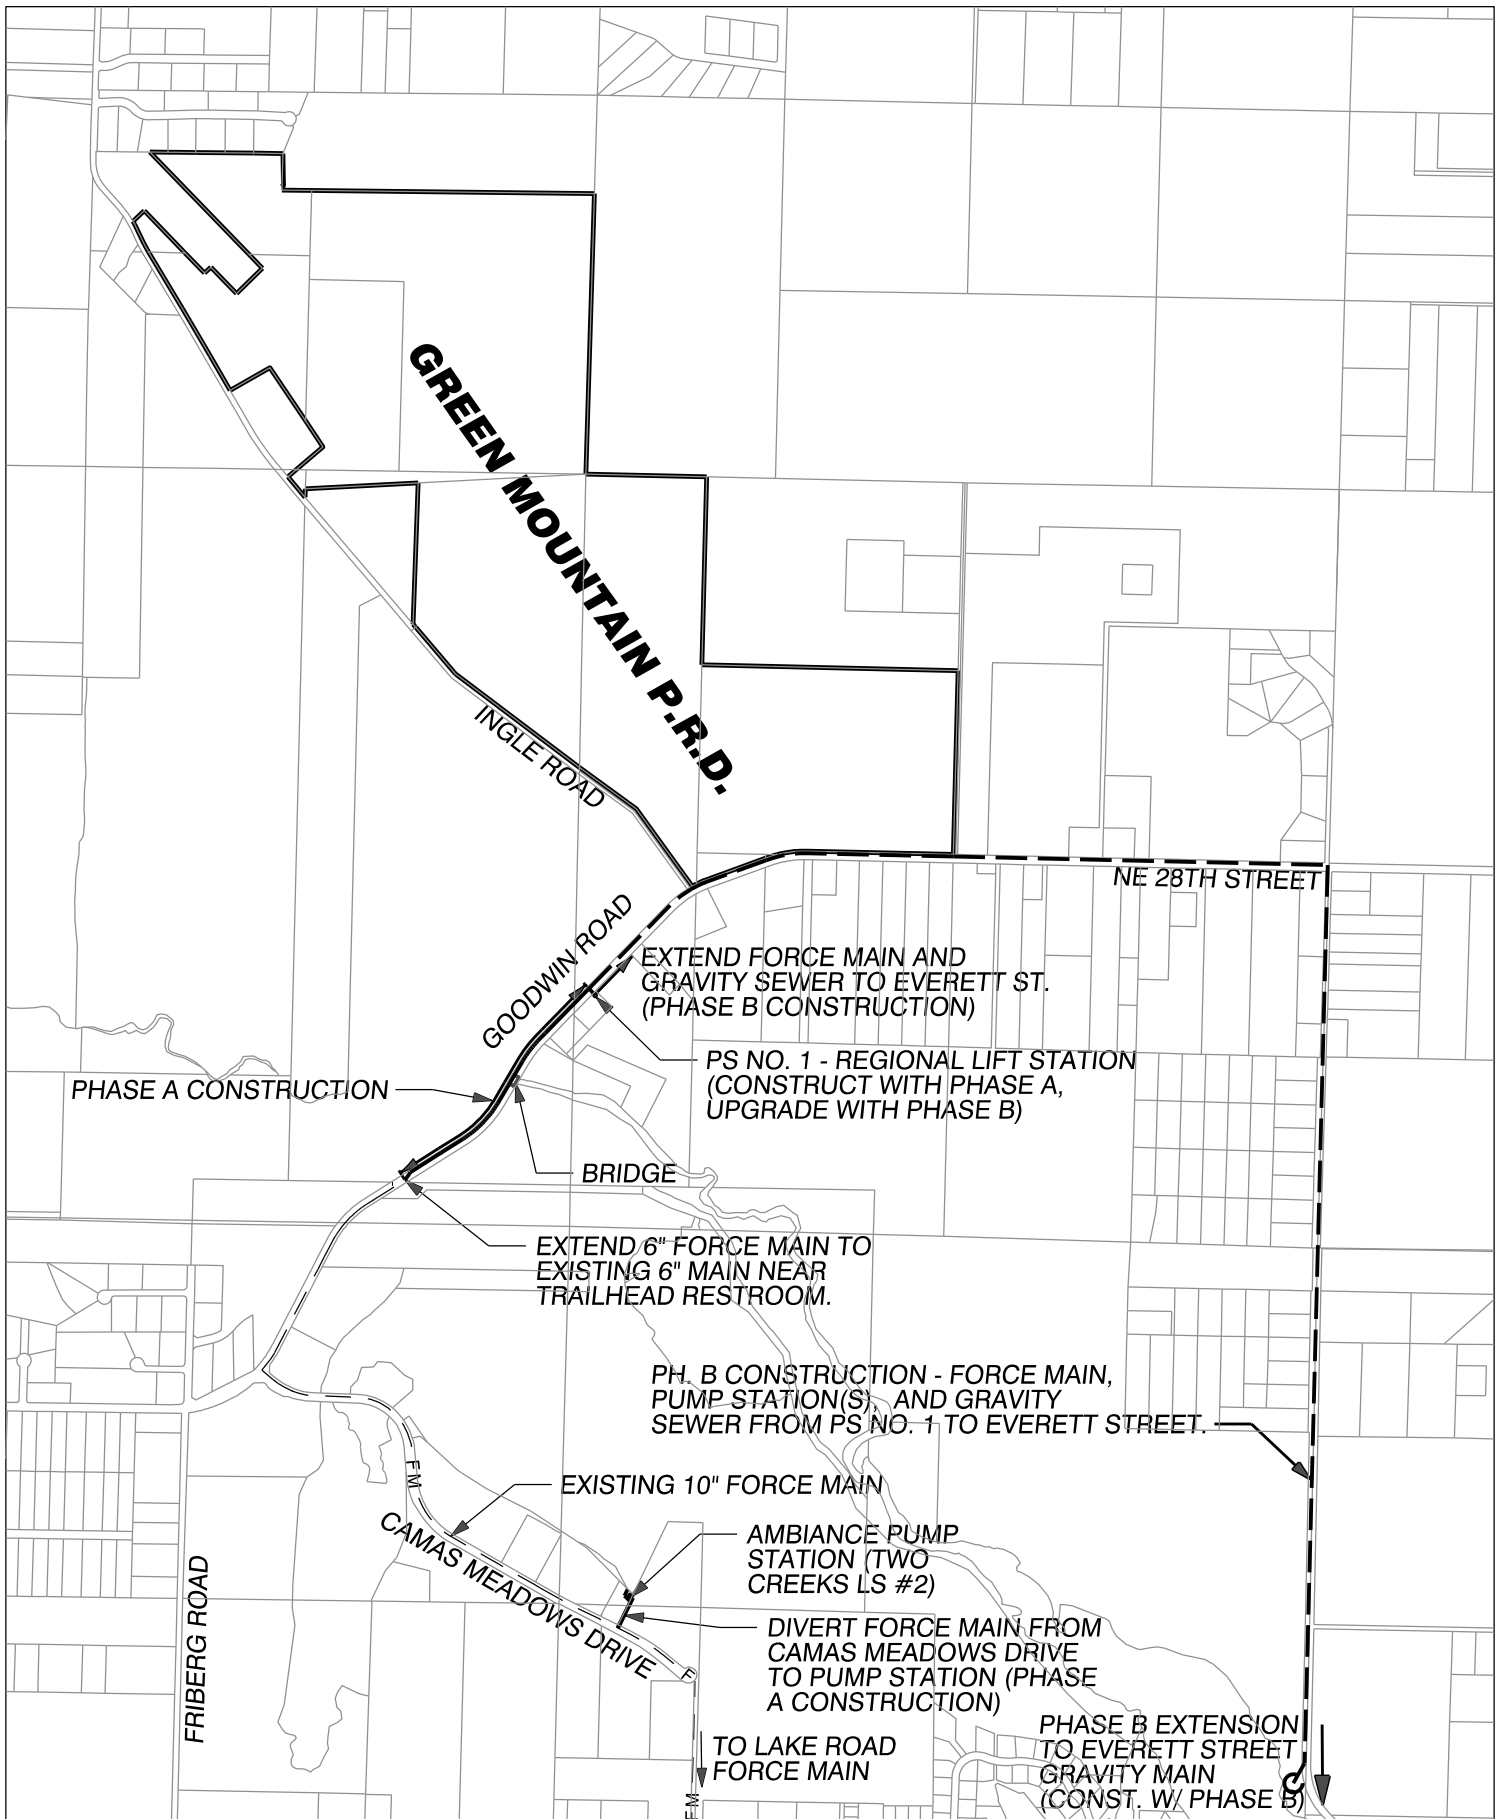 GREEN MOUNTAIN P.R.D.
INGLE ROAD
NE 28TH STREET
GOODWIN ROAD
EXTEND FORCE MAIN AND
GRAVITY SEWER TO EVERETT ST.
(PHASE B CONSTRUCTION)
PS NO. 1 - REGIONAL LIFT STATION
(CONSTRUCT WITH PHASE A,
UPGRADE WITH PHASE B)
PHASE A CONSTRUCTION
BRIDGE
EXTEND 6" FORCE MAIN TO
EXISTING 6" MAIN NEAR
TRAILHEAD RESTROOM.
PH. B CONSTRUCTION - FORCE MAIN,
PUMP STATION(S), AND GRAVITY
SEWER FROM PS NO. 1 TO EVERETT STREET.
FM
EXISTING 10" FORCE MAIN
CAMAS MEADOWS DRIVE
AMBIANCE PUMP
STATION (TWO
CREEKS LS #2)
FRIBERG ROAD
DIVERT FORCE MAIN FROM
CAMAS MEADOWS DRIVE
TO PUMP STATION (PHASE
A CONSTRUCTION)
F
TO LAKE ROAD
FORCE MAIN
FM
PHASE B EXTENSION
TO EVERETT STREET
GRAVITY MAIN
(CONST. W/ PHASE B)